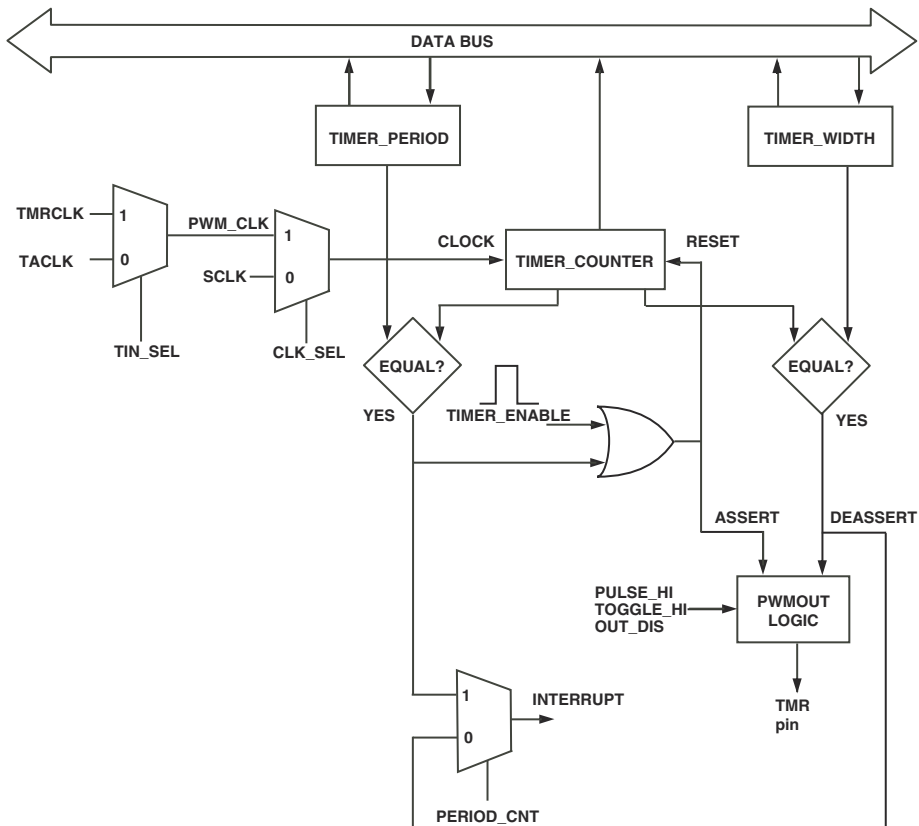 DATA BUS
TIMER_PERIOD
TIMER_WIDTH
TMRCLK
1
PWM_CLK
TACLK
0
1
SCLK
0
CLOCK
TIMER_COUNTER
RESET
TIN_SEL
CLK_SEL
EQUAL?
EQUAL?
YES
TIMER_ENABLE
YES
ASSERT
DEASSERT
PULSE_HI
TOGGLE_HI
OUT_DIS
PWMOUT
LOGIC
1
INTERRUPT
0
TMR
pin
PERIOD_CNT